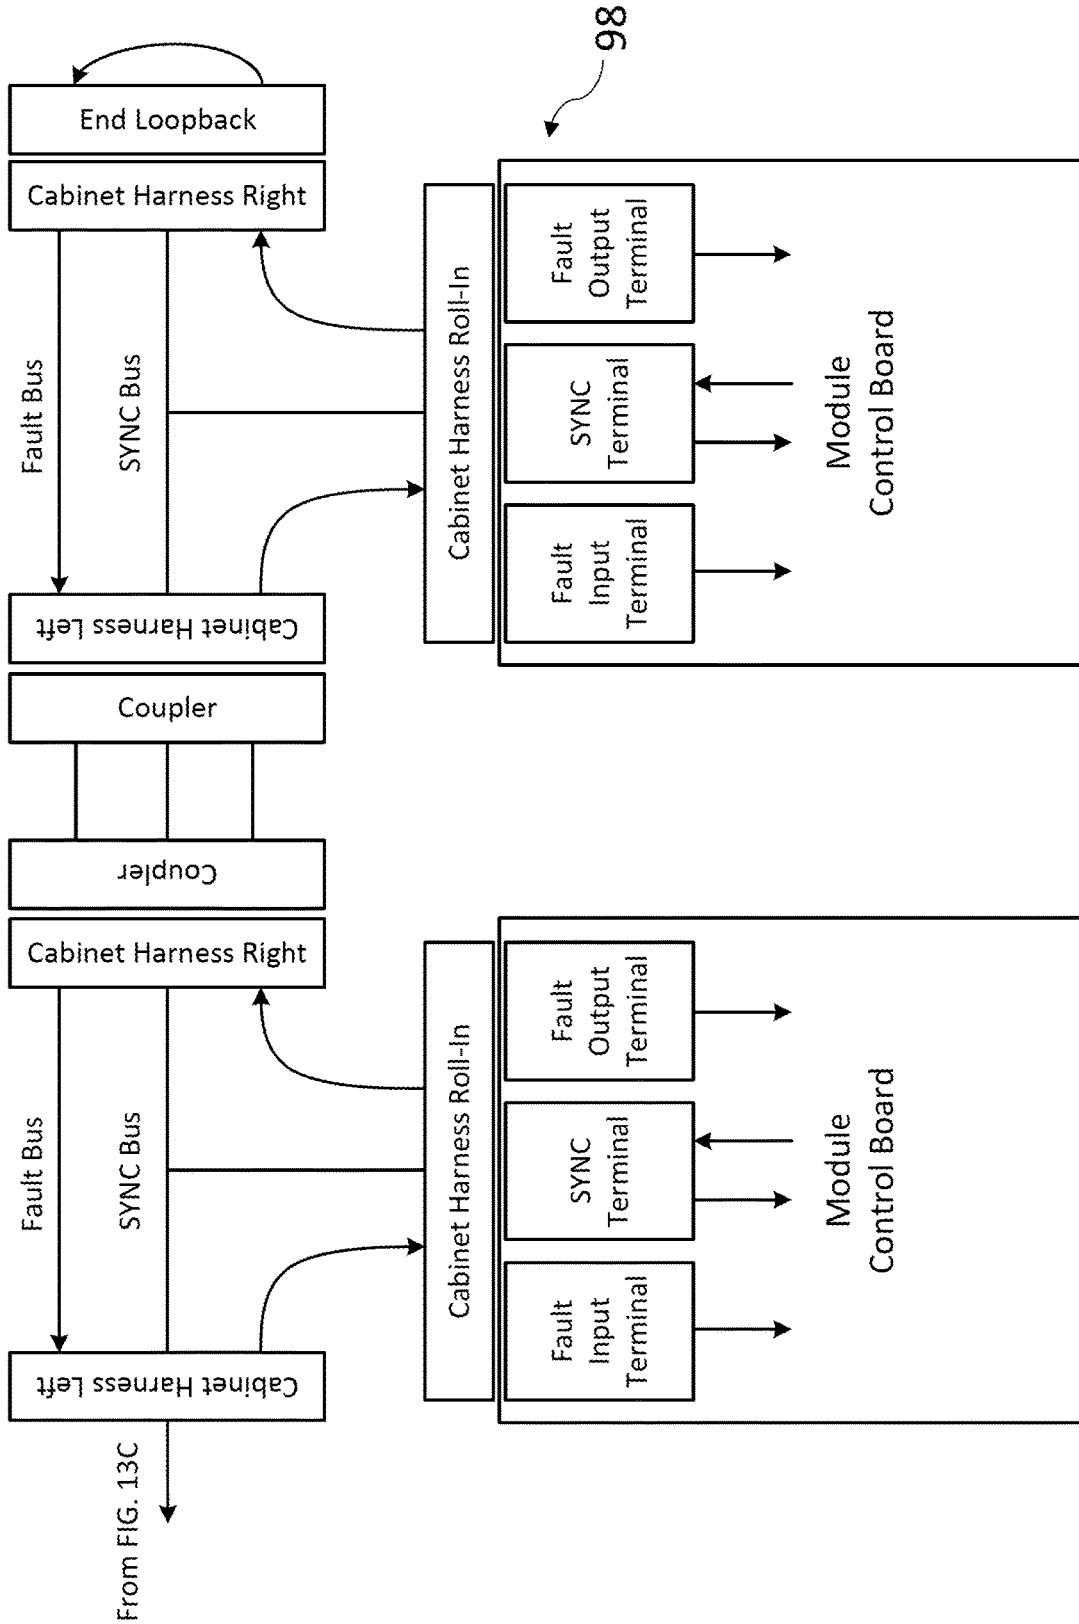 End Loopback
98
Cabinet Harness Right
Fault Bus
SYNC Bus
Cabinet Harness Left
Cabinet Harness Roll-In
Fault
Output
Terminal
SYNC
Terminal
Fault
Input
Terminal
Module
Control Board
Coupler
Coupler
Cabinet Harness Right
Fault Bus
SYNC Bus
Cabinet Harness Left
Cabinet Harness Roll-In
Fault
Output
Terminal
SYNC
Terminal
Fault
Input
Terminal
Module
Control Board
From FIG. 13C